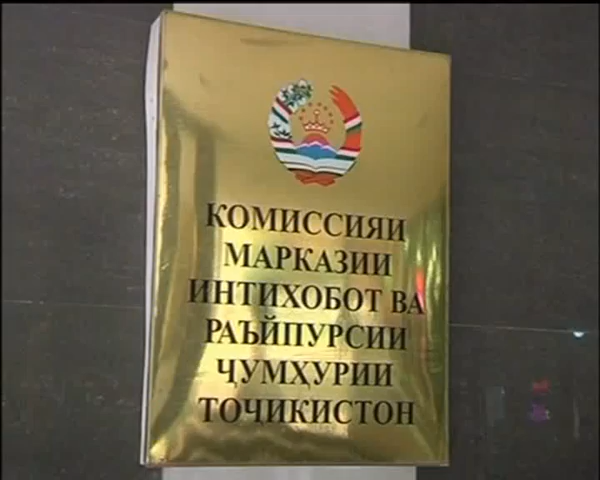 КОМИССИЯИ
МАРКАЗИИ
ИНТИХОБОТ ВА
РАЪЙПУРСИИ
ҶУМҲУРИИ
ТОҶИКИСТОН